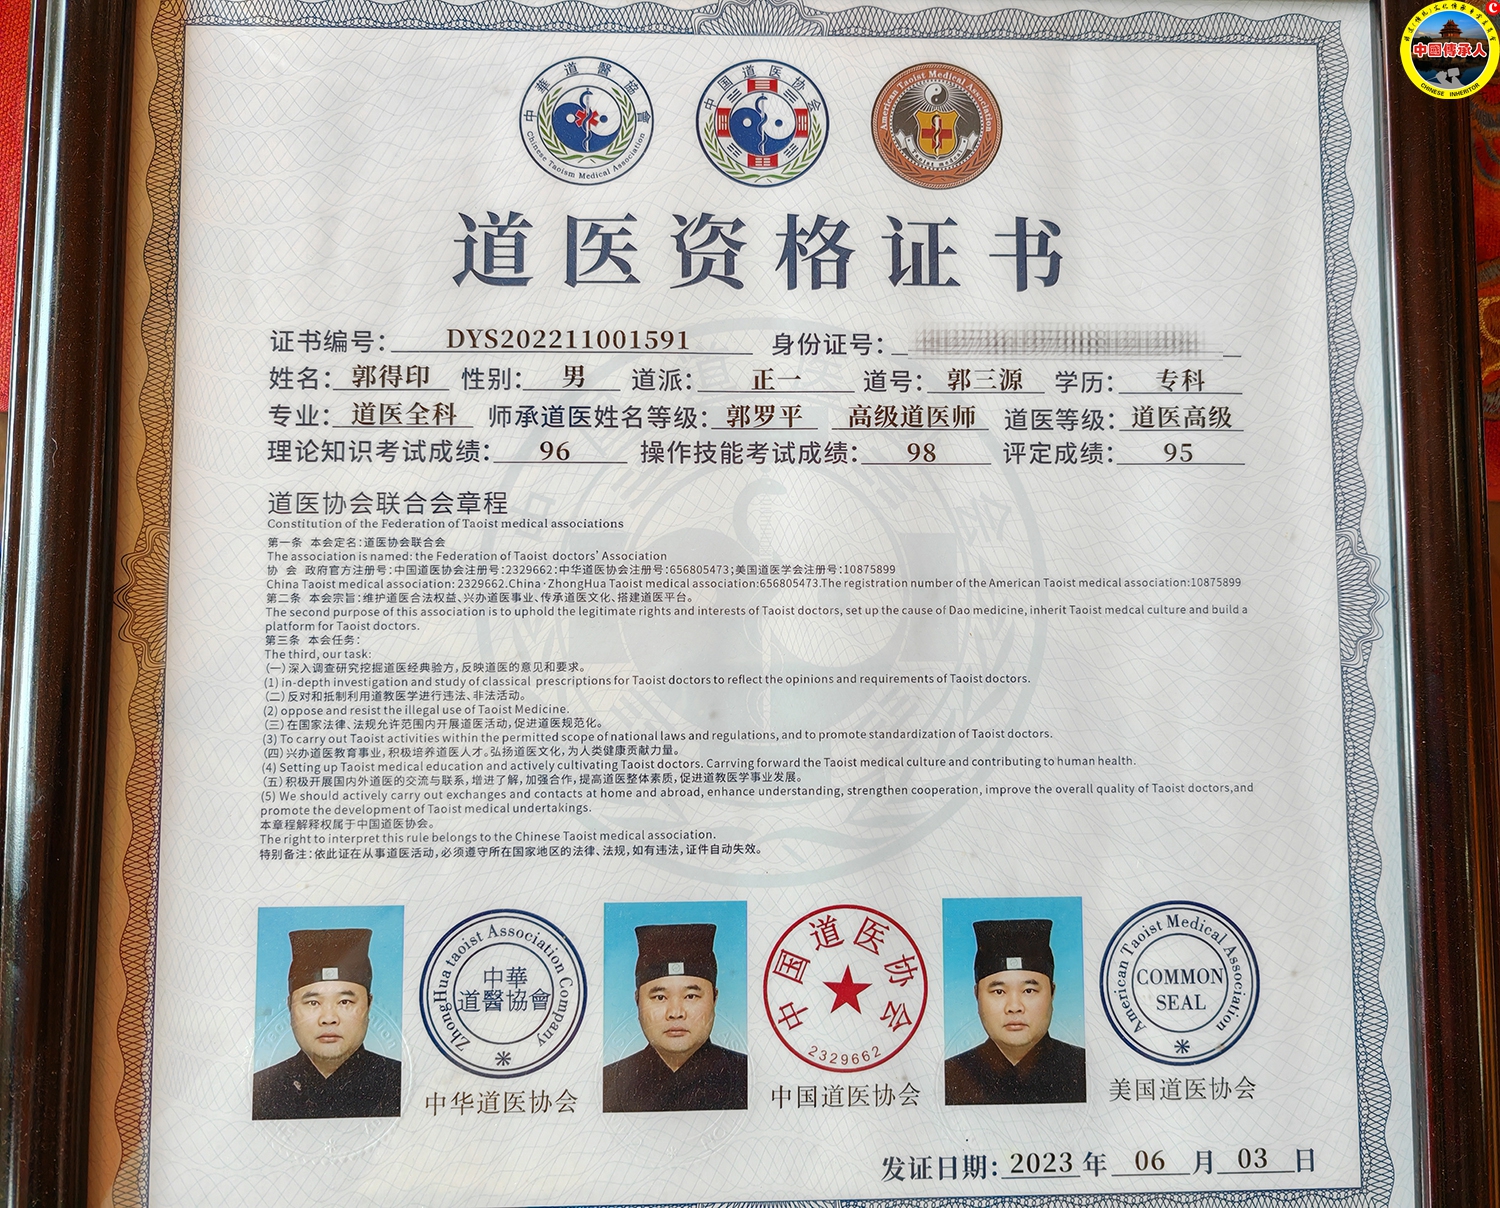 中國傳承人
CHINESE INHERITOR
中華道醫協會
Chinese Taoism Medical Association
中国道医协会
American Taoist Medical Association
Taoist medical
道医资格证书
证书编号: DYS202211001591 身份证号:
姓名: 郭得印 性别: 男 道派: 正一 道号: 郭三源 学历: 专科
专业: 道医全科 师承道医姓名等级: 郭罗平 高级道医师 道医等级: 道医高级
理论知识考试成绩: 96 操作技能考试成绩: 98 评定成绩: 95
道医协会联合会章程
Constitution of the Federation of Taoist medical associations
第一条 本会定名:道医协会联合会
The association is named: the Federation of Taoist doctors' Association
协 会 政府官方注册号:中国道医协会注册号:2329662:中华道医协会注册号:656805473;美国道医学会注册号:10875899
China Taoist medical association: 2329662.China·ZhongHua Taoist medical association:656805473.The registration number of the American Taoist medical association:10875899
第二条 本会宗旨:维护道医合法权益、兴办道医事业、传承道医文化、搭建道医平台。
The second purpose of this association is to uphold the legitimate rights and interests of Taoist doctors, set up the cause of Dao medicine, inherit Taoist medcal culture and build a
platform for Taoist doctors.
第三条 本会任务:
The third, our task:
(一)深入调查研究挖掘道医经典验方,反映道医的意见和要求。
(1) in-depth investigation and study of classical prescriptions for Taoist doctors to reflect the opinions and requirements of Taoist doctors.
(二)反对和抵制利用道教医学进行违法、非法活动。
(2) oppose and resist the illegal use of Taoist Medicine.
(三)在国家法律、法规允许范围内开展道医活动,促进道医规范化。
(3) To carry out Taoist activities within the permitted scope of national laws and regulations, and to promote standardization of Taoist doctors.
(四)兴办道医教育事业,积极培养道医人才。弘扬道医文化,为人类健康贡献力量。
(4) Setting up Taoist medical education and actively cultivating Taoist doctors. Carrving forward the Taoist medical culture and contributing to human health.
(五)积极开展国内外道医的交流与联系,增进了解,加强合作,提高道医整体素质,促进道教医学事业发展。
(5) We should actively carry out exchanges and contacts at home and abroad, enhance understanding, strengthen cooperation, improve the overall quality of Taoist doctors,and
promote the development of Taoist medical undertakings.
本章程解释权属于中国道医协会。
The right to interpret this rule belongs to the Chinese Taoist medical association.
特别备注:依此证在从事道医活动,必须遵守所在国家地区的法律、法规,如有违法,证件自动失效。
ZhongHua taoist Association Company
中華
道醫協會
中华道医协会
中国道医协会
2329662
中国道医协会
American Taoist Medical Association
COMMON
SEAL
美国道医协会
发证日期: 2023 年 06 月 03 日